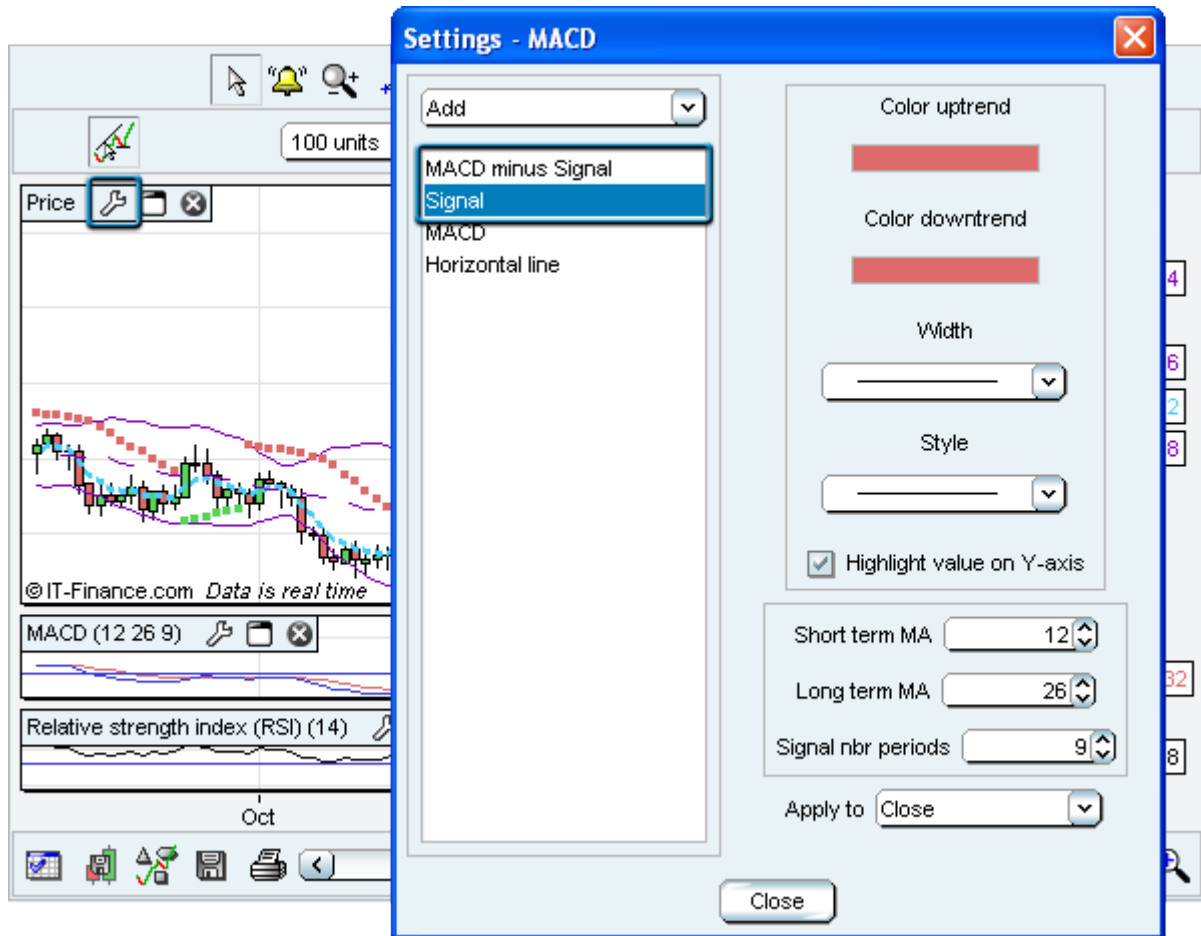 Settings - MACD
Add
Color uptrend
100 units
MACD minus Signal
Signal
MACD
Horizontal line
Price
Color downtrend
4
Width
6
2
Style
8
Highlight value on Y-axis
© IT-Finance.com Data is real time
MACD (12 26 9)
Short term MA 12
Long term MA 26
32
Relative strength index (RSI) (14)
Signal nbr periods 9
8
Oct
Apply to Close
Close